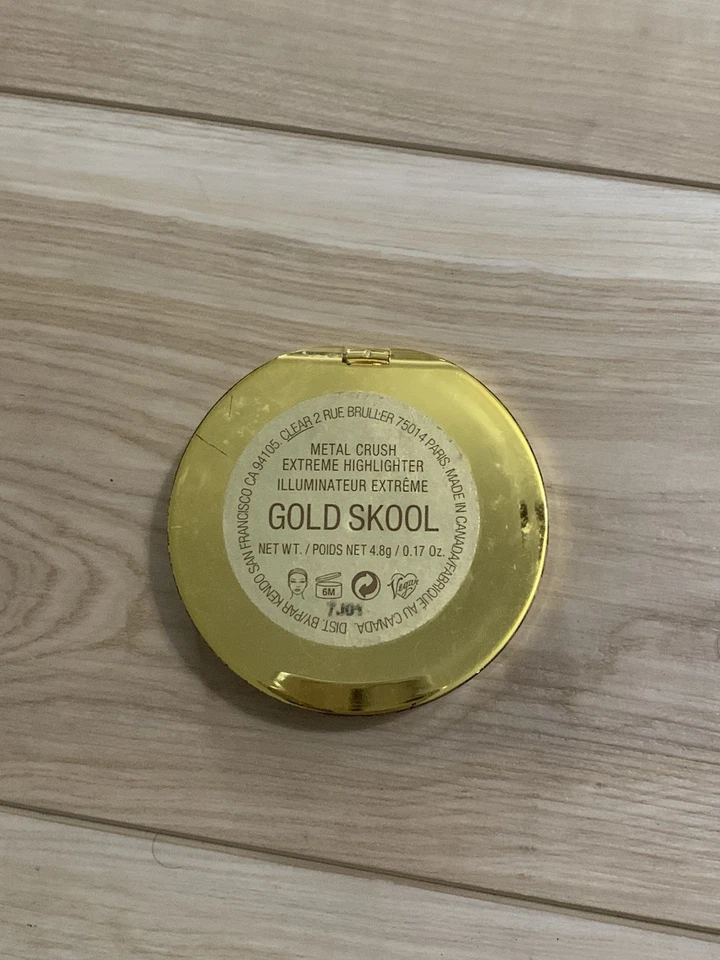 METAL CRUSH
EXTREME HIGHLIGHTER
ILLUMINATEUR EXTRÊME
GOLD SKOOL
NET WT. / POIDS NET 4.8g / 0.17 Oz.
6M
Vegan
7J01
DIST. BY/PAR KENDO SAN FRANCISCO CA 94105. CLEAR 2 RUE BRULLER 75014 PARIS. MADE IN CANADA/FABRIQUÉ AU CANADA.